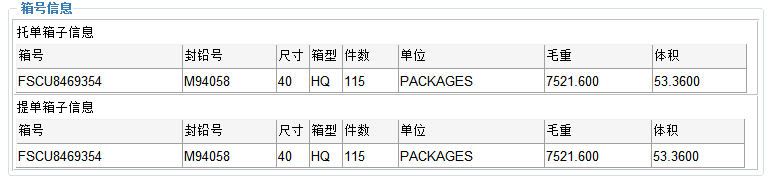 箱号信息
托单箱子信息
箱号 封铅号 尺寸 箱型 件数 单位 毛重 体积
FSCU8469354 M94058 40 HQ 115 PACKAGES 7521.600 53.3600
提单箱子信息
箱号 封铅号 尺寸 箱型 件数 单位 毛重 体积
FSCU8469354 M94058 40 HQ 115 PACKAGES 7521.600 53.3600